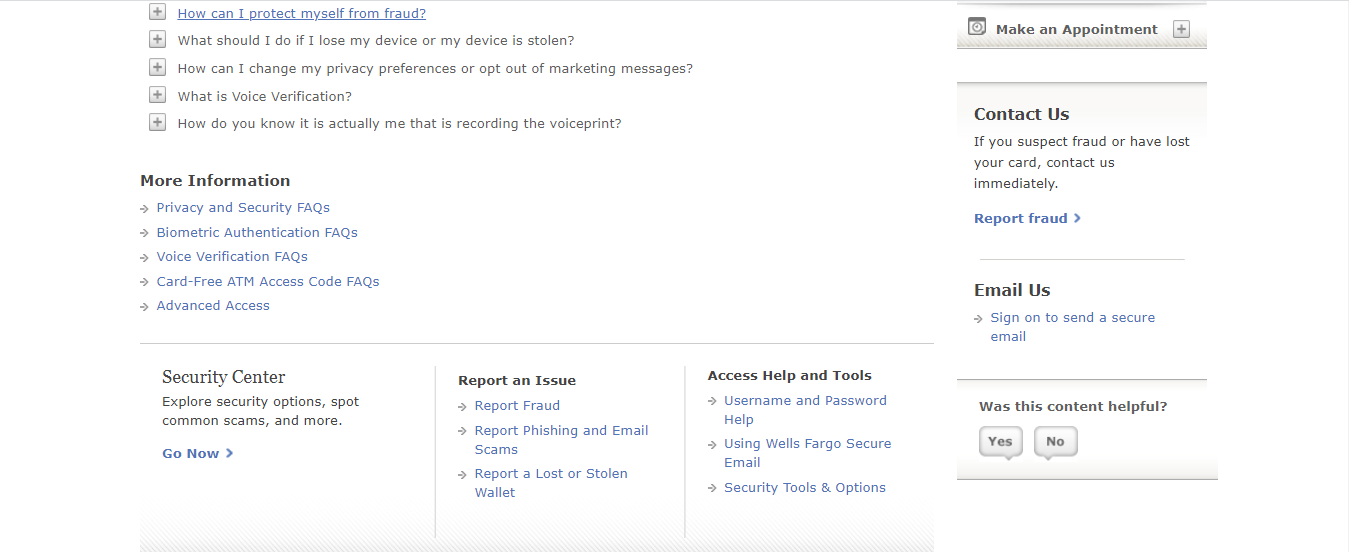 How can I protect myself from fraud?
What should I do if I lose my device or my device is stolen?
How can I change my privacy preferences or opt out of marketing messages?
What is Voice Verification?
How do you know it is actually me that is recording the voiceprint?
More Information
Privacy and Security FAQs
Biometric Authentication FAQs
Voice Verification FAQs
Card-Free ATM Access Code FAQs
Advanced Access
Security Center
Explore security options, spot
common scams, and more.
Go Now
Report an Issue
Report Fraud
Report Phishing and Email
Scams
Report a Lost or Stolen
Wallet
Access Help and Tools
Username and Password
Help
Using Wells Fargo Secure
Email
Security Tools & Options
Make an Appointment
Contact Us
If you suspect fraud or have lost
your card, contact us
immediately.
Report fraud
Email Us
Sign on to send a secure
email
Was this content helpful?
Yes No